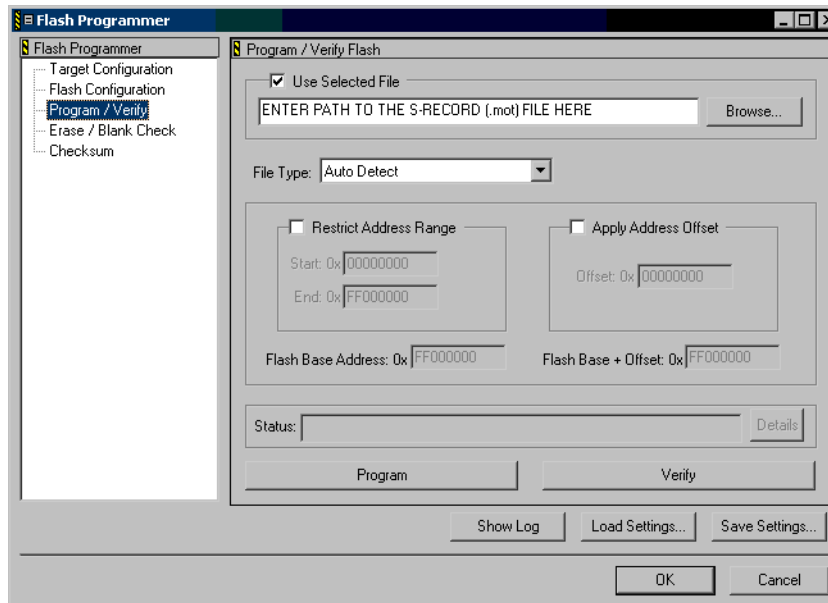 Flash Programmer
Flash Programmer
Target Configuration
Flash Configuration
Program / Verify
Erase / Blank Check
Checksum
Program / Verify Flash
Use Selected File
ENTER PATH TO THE S-RECORD (.mot) FILE HERE
Browse...
File Type: Auto Detect
Restrict Address Range
Start: 0x 00000000
End: 0x FF000000
Apply Address Offset
Offset: 0x 00000000
Flash Base Address: 0x FF000000
Flash Base + Offset: 0x FF000000
Status:
Details
Program
Verify
Show Log
Load Settings...
Save Settings...
OK
Cancel